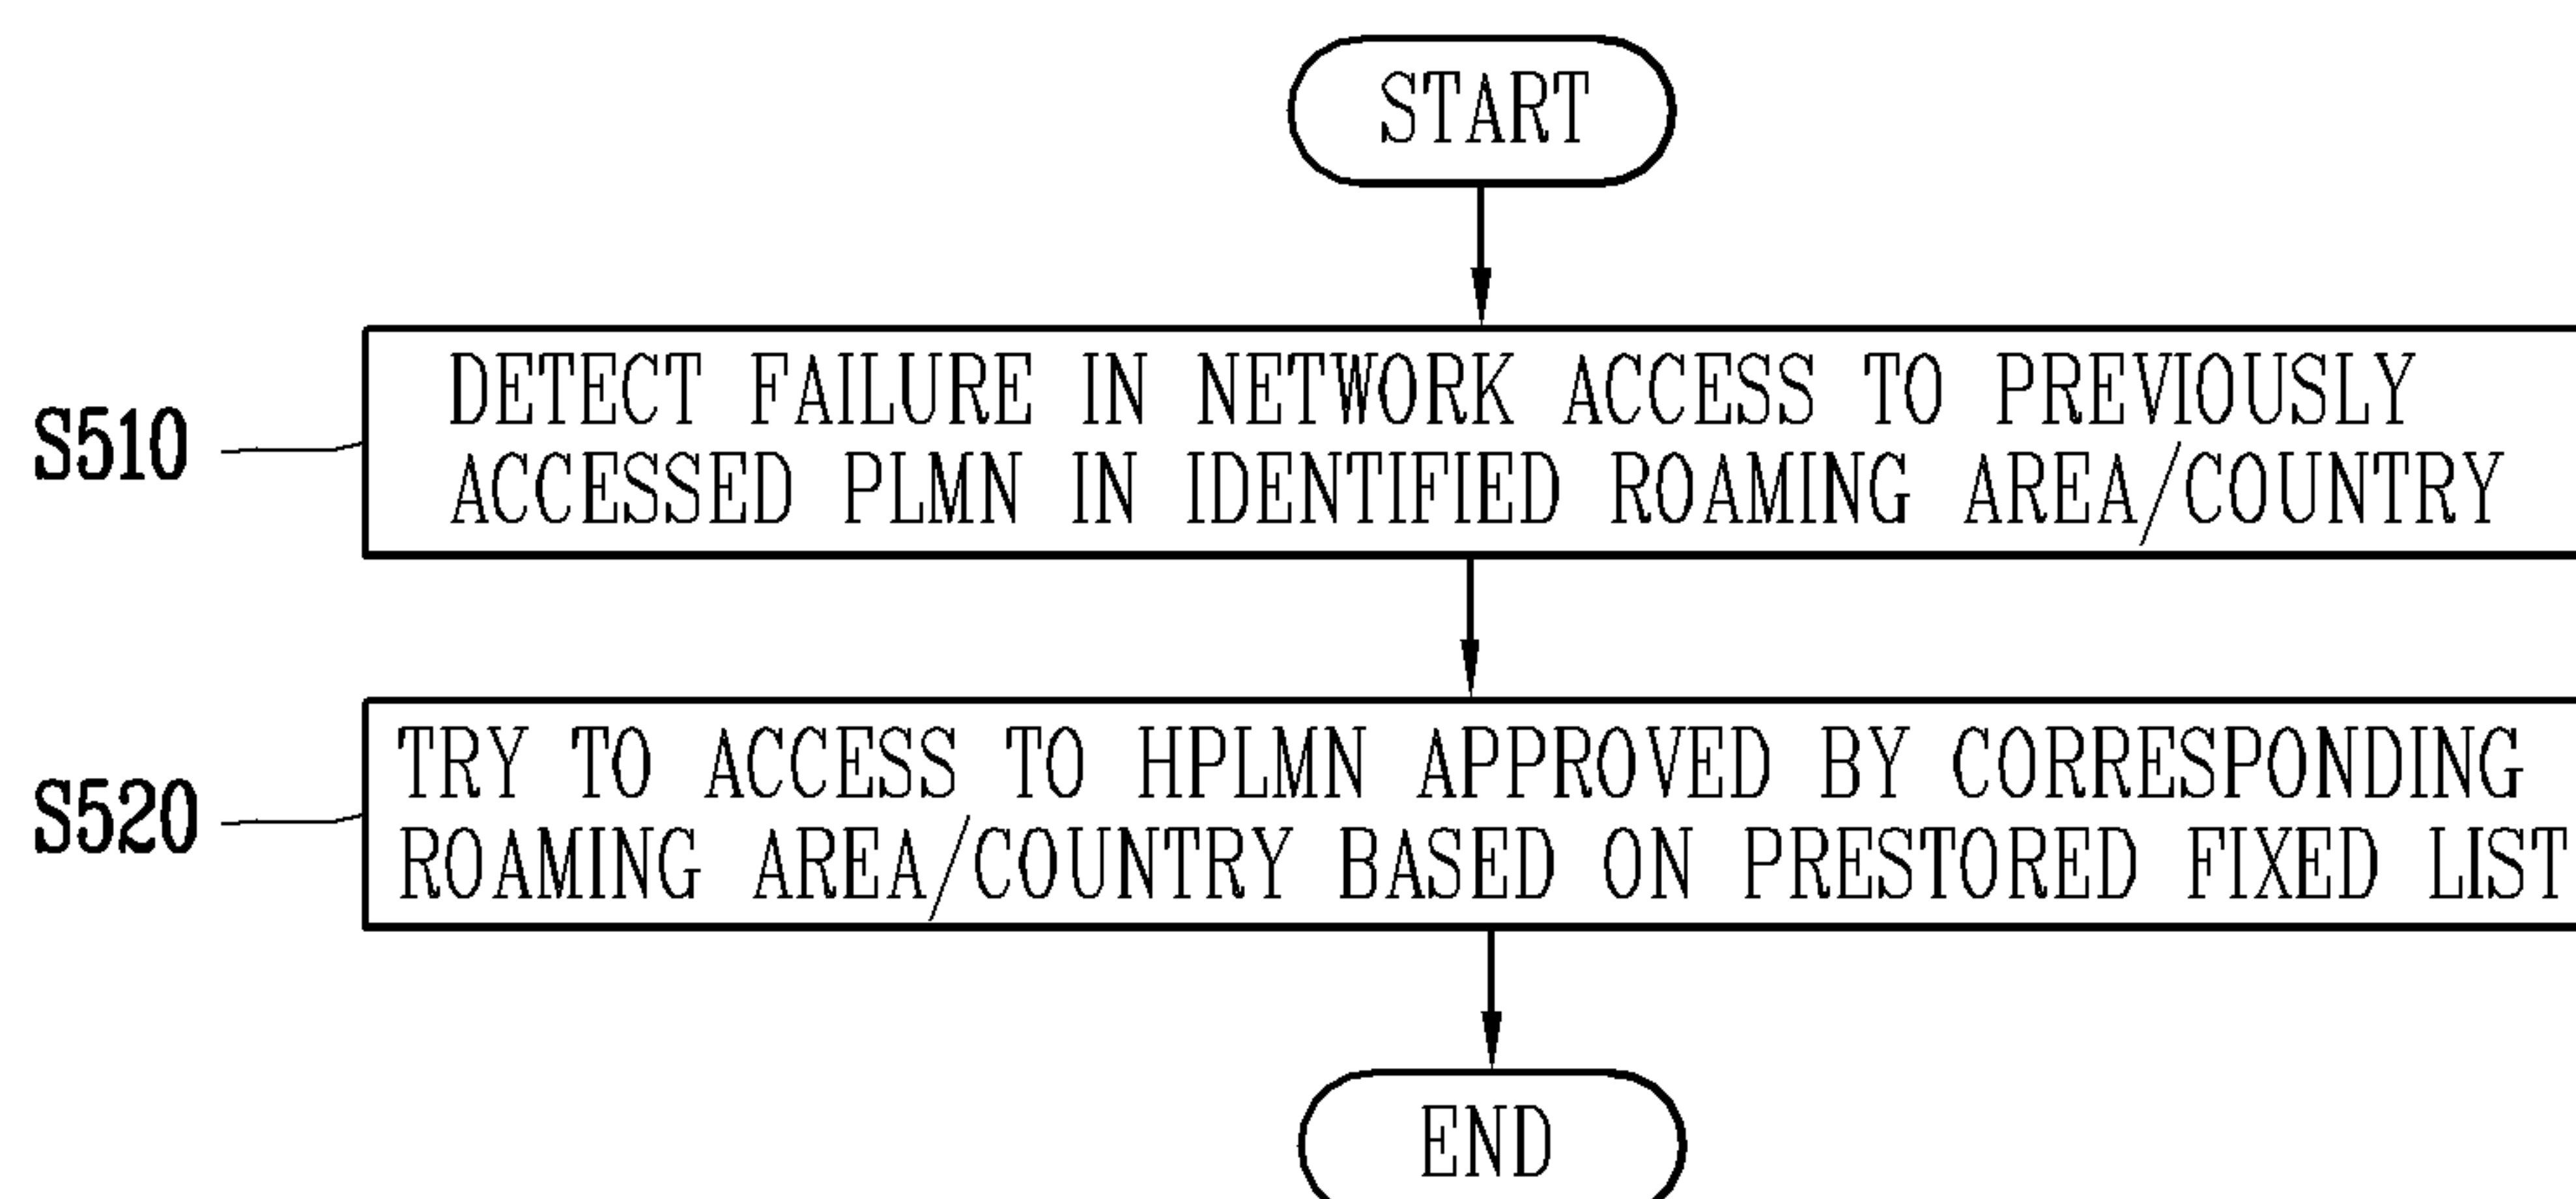 START
S510
DETECT FAILURE IN NETWORK ACCESS TO PREVIOUSLY
ACCESSED PLMN IN IDENTIFIED ROAMING AREA/COUNTRY
S520
TRY TO ACCESS TO HPLMN APPROVED BY CORRESPONDING
ROAMING AREA/COUNTRY BASED ON PRESTORED FIXED LIST
END